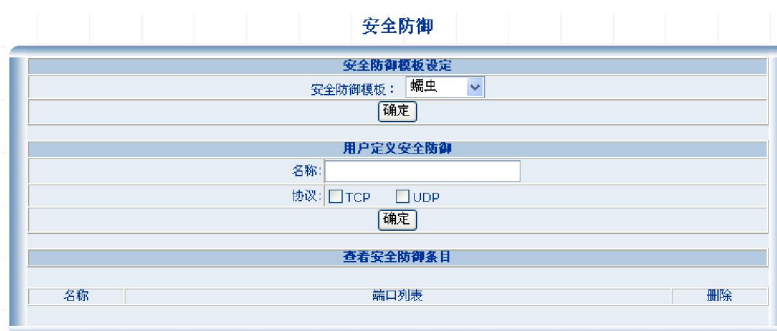 安全防御
安全防御模板设定
安全防御模板： 蠕虫
确定
用户定义安全防御
名称:
协议: TCP UDP
确定
查看安全防御条目
名称 端口列表 删除